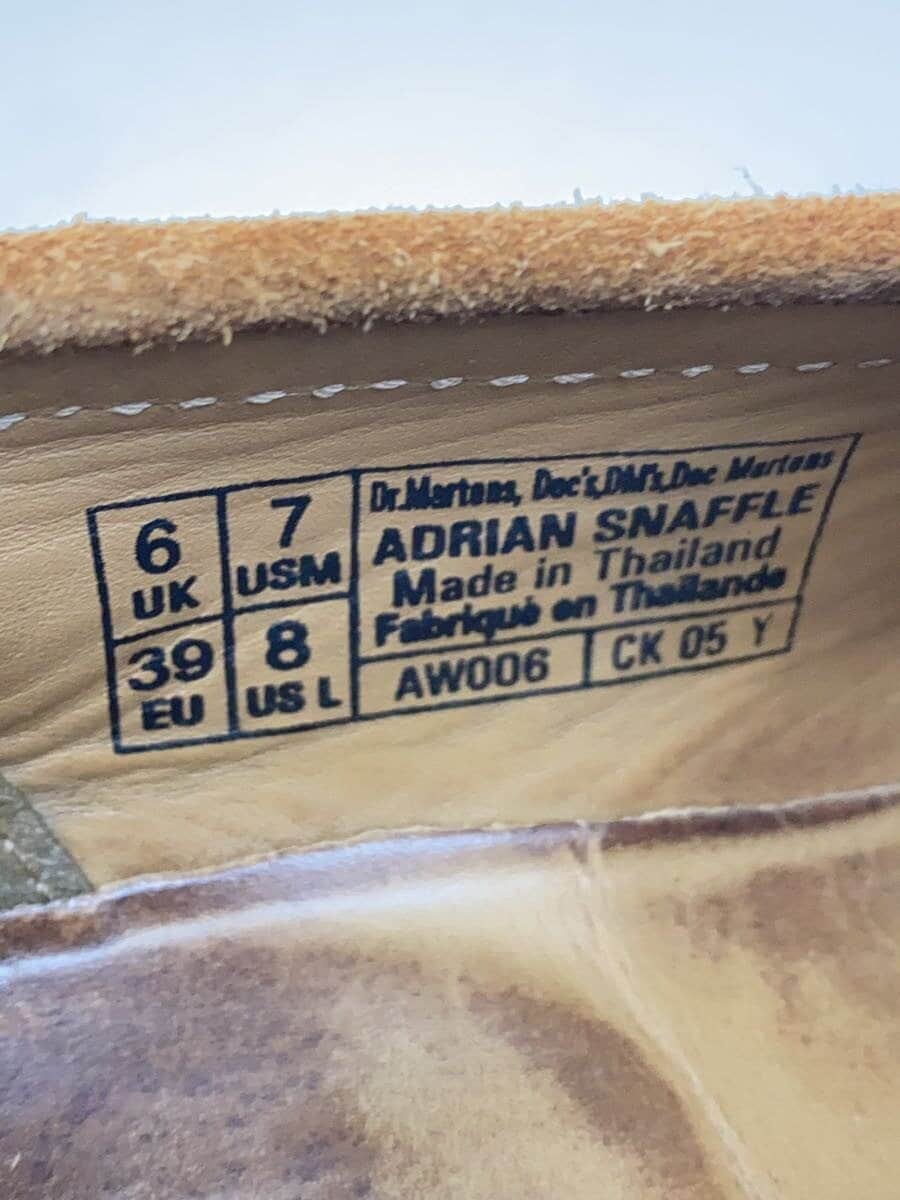 6
UK
7
USM
39
EU
8
US L
Dr.Martens, Doc's,DM's,Doc Martens
ADRIAN SNAFFLE
Made in Thailand
Fabriqué en Thaïlande
AW006
CK 05 Y